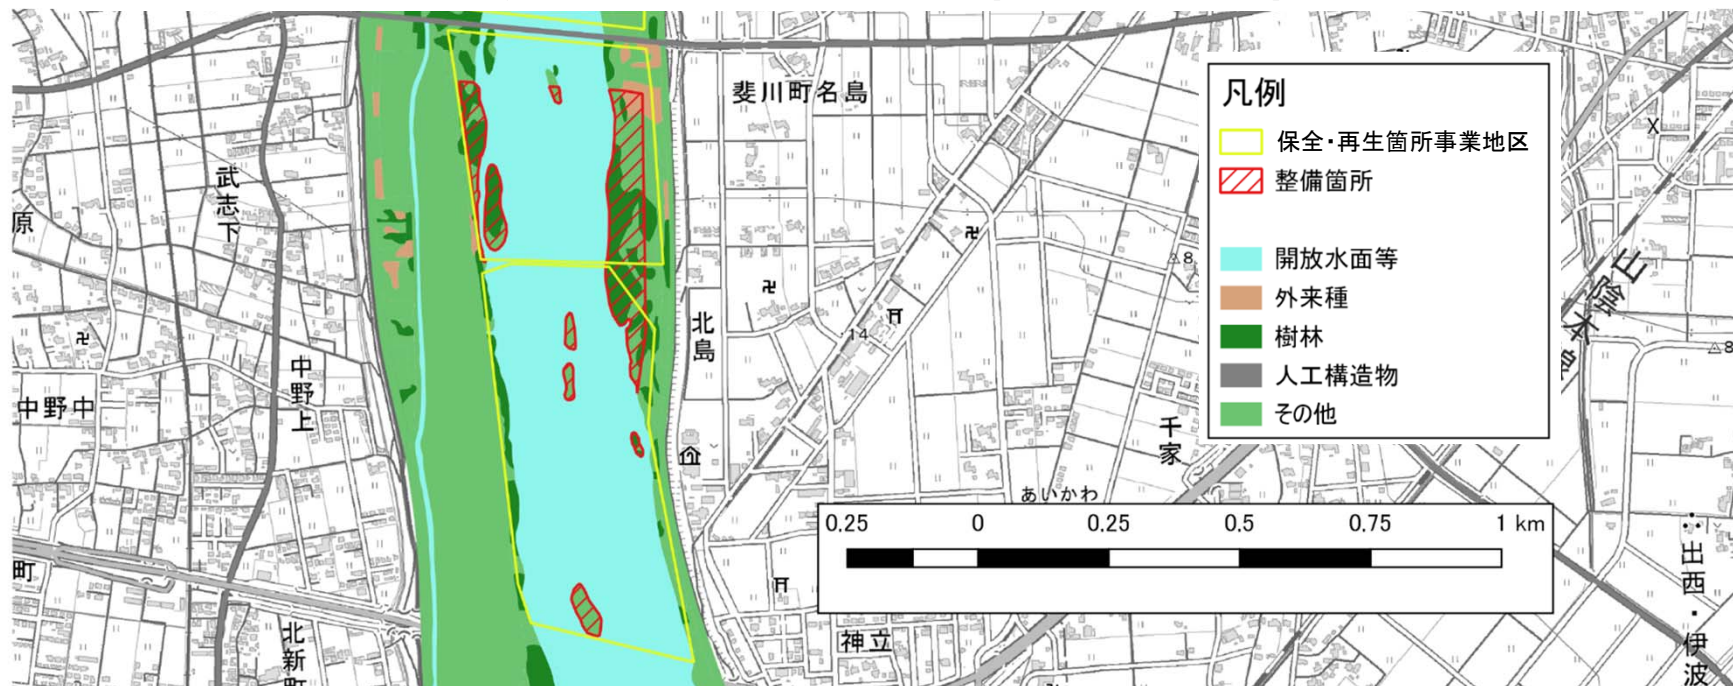 斐川町名島
武志下
原
北島
中野上
中野中
町
北新町
14
8
8
山陰本
千家
あいかわ
神立
出西・伊波
凡例
保全・再生箇所事業地区
整備箇所
開放水面等
外来種
樹林
人工構造物
その他
0.25 0 0.25 0.5 0.75 1 km